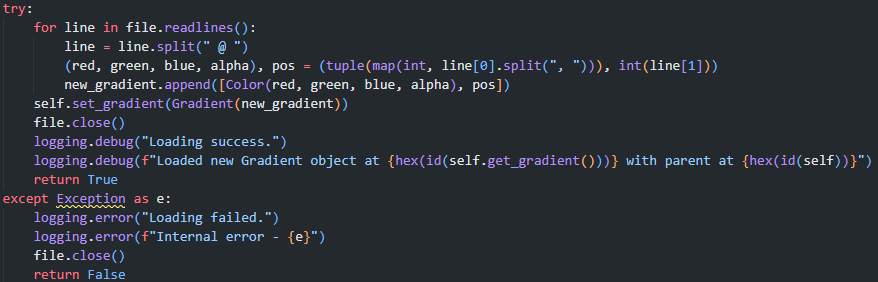 try:
    for line in file.readlines():
        line = line.split(" @ ")
        (red, green, blue, alpha), pos = (tuple(map(int, line[0].split(", "))), int(line[1]))
        new_gradient.append([Color(red, green, blue, alpha), pos])
    self.set_gradient(Gradient(new_gradient))
    file.close()
    logging.debug("Loading success.")
    logging.debug(f"Loaded new Gradient object at {hex(id(self.get_gradient()))} with parent at {hex(id(self))}")
    return True
except Exception as e:
    logging.error("Loading failed.")
    logging.error(f"Internal error - {e}")
    file.close()
    return False